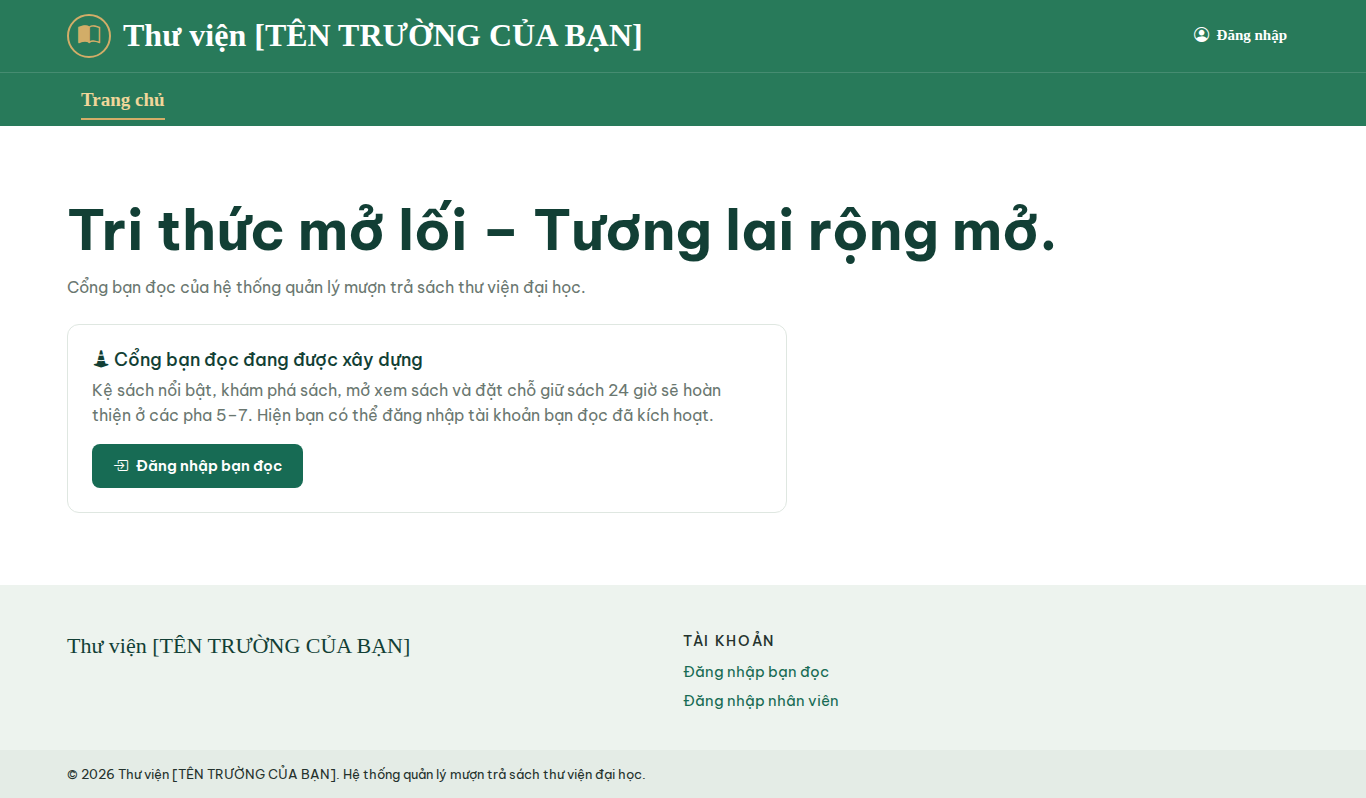 Thư viện [TÊN TRƯỜNG CỦA BẠN]
Đăng nhập
Trang chủ
Tri thức mở lối – Tương lai rộng mở.
Cổng bạn đọc của hệ thống quản lý mượn trả sách thư viện đại học.
Cổng bạn đọc đang được xây dựng
Kệ sách nổi bật, khám phá sách, mở xem sách và đặt chỗ giữ sách 24 giờ sẽ hoàn
thiện ở các pha 5–7. Hiện bạn có thể đăng nhập tài khoản bạn đọc đã kích hoạt.
Đăng nhập bạn đọc
Thư viện [TÊN TRƯỜNG CỦA BẠN]
TÀI KHOẢN
Đăng nhập bạn đọc
Đăng nhập nhân viên
© 2026 Thư viện [TÊN TRƯỜNG CỦA BẠN]. Hệ thống quản lý mượn trả sách thư viện đại học.